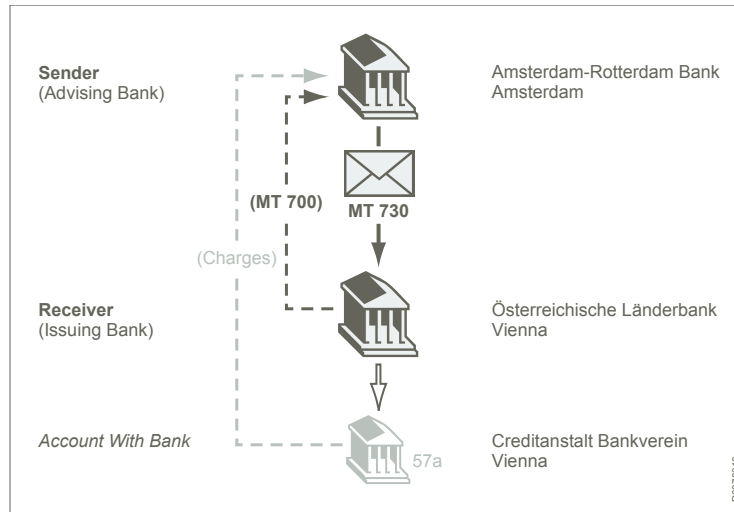 Sender
(Advising Bank)
Amsterdam-Rotterdam Bank
Amsterdam
(MT 700)
MT 730
(Charges)
Receiver
(Issuing Bank)
Österreichische Länderbank
Vienna
Account With Bank
57a
Creditanstalt Bankverein
Vienna